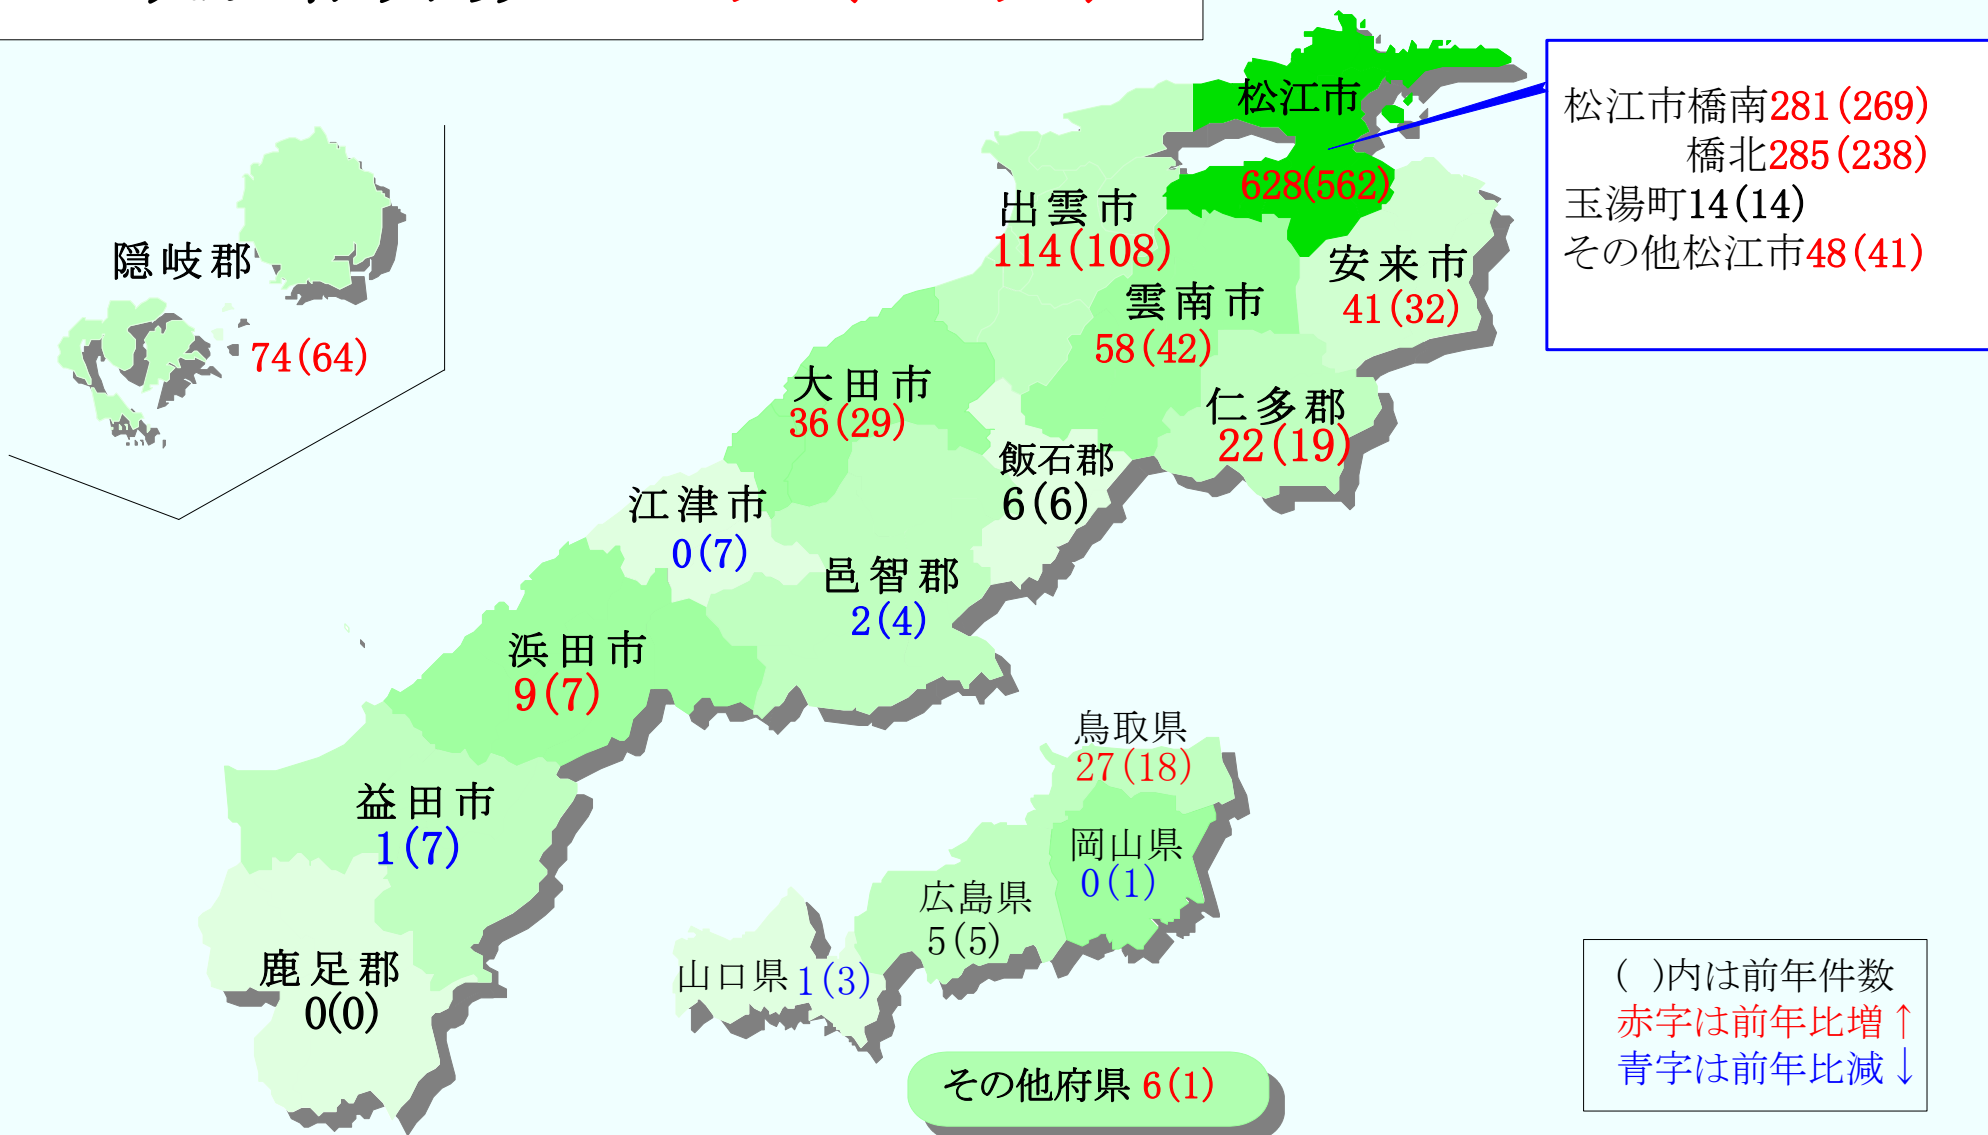 松江市
628(562)
松江市橋南281(269)
橋北285(238)
玉湯町14(14)
その他松江市48(41)
出雲市
114(108)
安来市
41(32)
雲南市
58(42)
隠岐郡
74(64)
大田市
36(29)
仁多郡
22(19)
飯石郡
6(6)
江津市
0(7)
邑智郡
2(4)
浜田市
9(7)
益田市
1(7)
鹿足郡
0(0)
鳥取県
27(18)
岡山県
0(1)
広島県
5(5)
山口県 1(3)
その他府県 6(1)
( )内は前年件数
赤字は前年比増↑
青字は前年比減↓